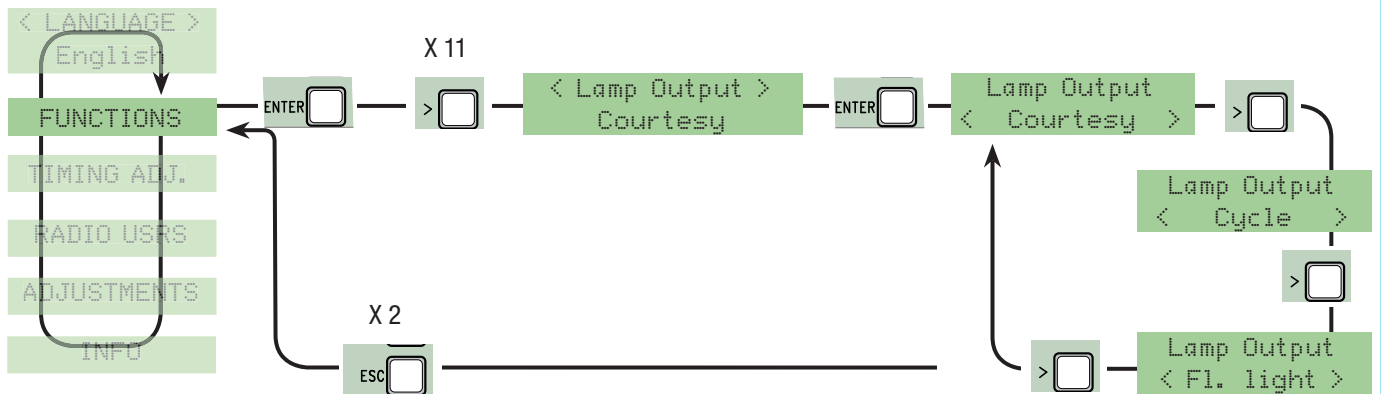 < LANGUAGE >
English
FUNCTIONS
TIMING ADJ.
RADIO USRS
ADJUSTMENTS
INFO
ENTER
X 11
>
< Lamp Output >
Courtesy
ENTER
Lamp Output
< Courtesy >
>
Lamp Output
< Cycle >
>
Lamp Output
< Fl. light >
>
X 2
ESC